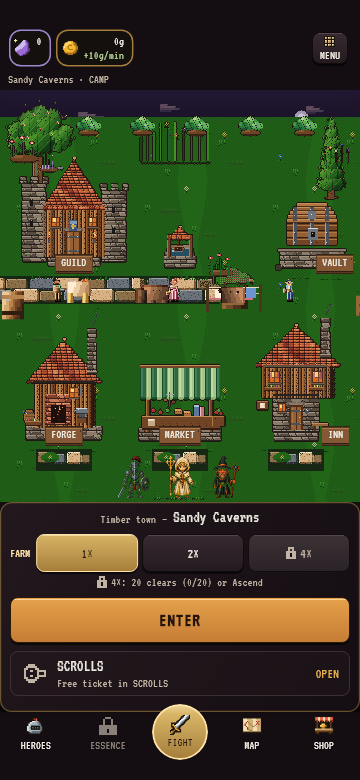 0
0g
+10g/min
MENU
Sandy Caverns · CAMP
GUILD
VAULT
FORGE
MARKET
INN
Timber town – Sandy Caverns
FARM
1X
2X
4X
4X: 20 clears (0/20) or Ascend
ENTER
SCROLLS
Free ticket in SCROLLS
OPEN
HEROES
ESSENCE
FIGHT
MAP
SHOP